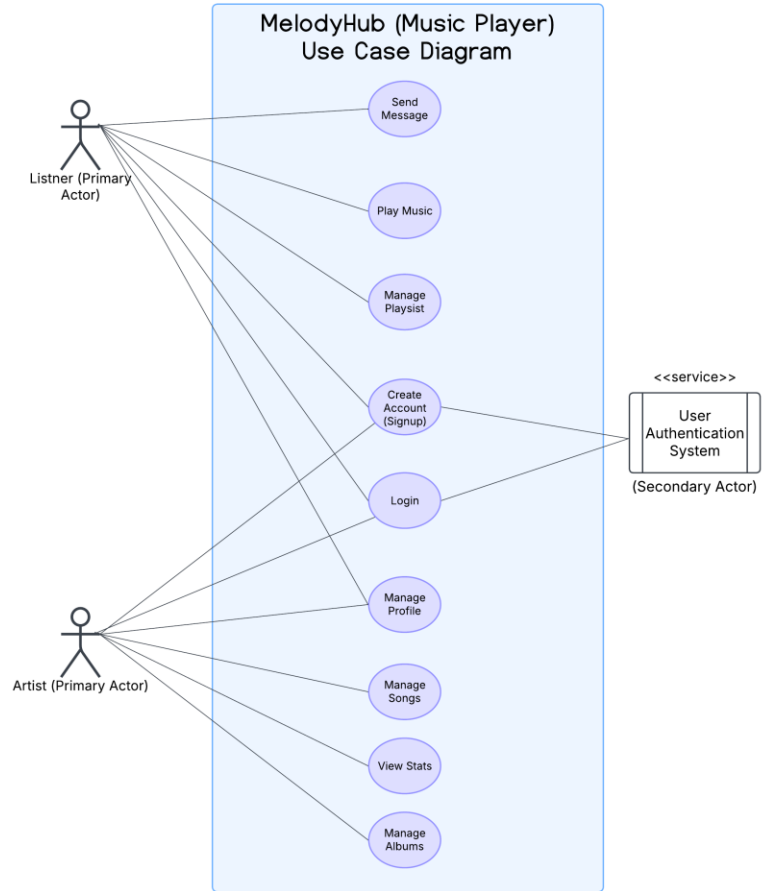 MelodyHub (Music Player)
Use Case Diagram
Send
Message
Listner (Primary
Actor)
Play Music
Manage
Playsist
<<service>>
Create
Account
(Signup)
User
Authentication
System
(Secondary Actor)
Login
Manage
Profile
Artist (Primary Actor)
Manage
Songs
View Stats
Manage
Albums